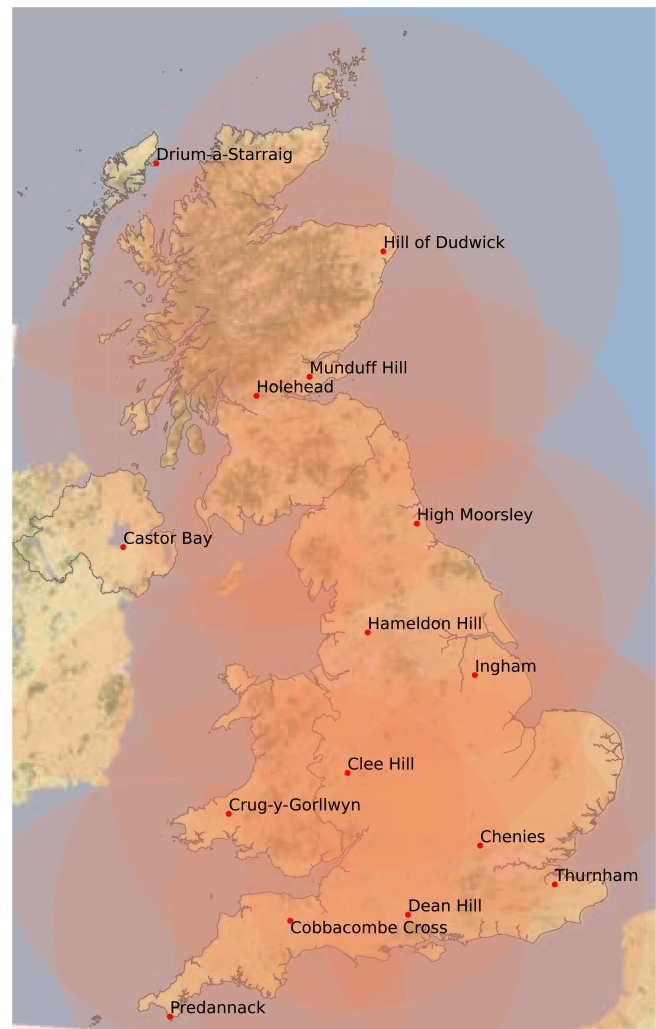 Drium-a-Starraig
Hill of Dudwick
Munduff Hill
Holehead
High Moorsley
Castor Bay
Hameldon Hill
Ingham
Clee Hill
Crug-y-Gorllwyn
Chenies
Thurnham
Dean Hill
Cobbacombe Cross
Predannack